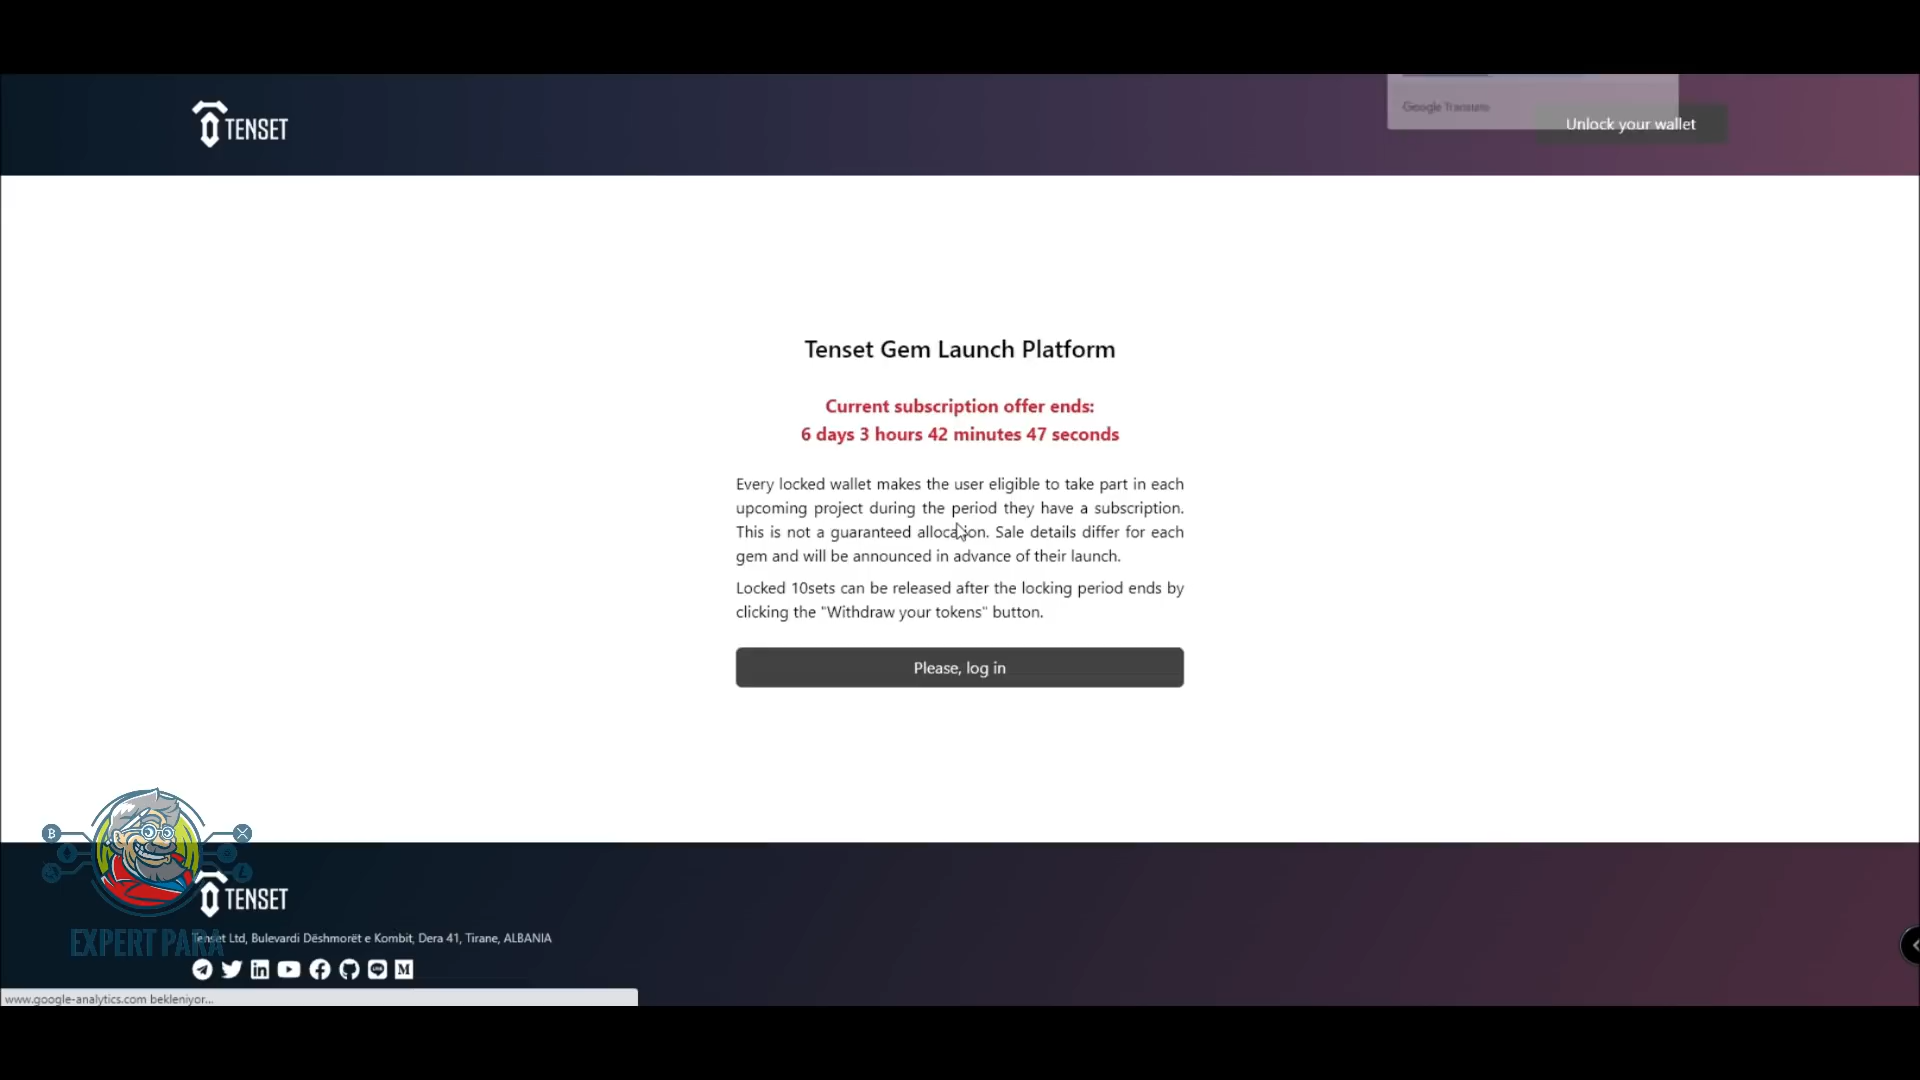 TENSET
Google Translate
Unlock your wallet
Tenset Gem Launch Platform
Current subscription offer ends:
6 days 3 hours 42 minutes 47 seconds
Every locked wallet makes the user eligible to take part in each
upcoming project during the period they have a subscription.
This is not a guaranteed allocation. Sale details differ for each
gem and will be announced in advance of their launch.
Locked 10sets can be released after the locking period ends by
clicking the "Withdraw your tokens" button.
Please, log in
TENSET
EXPERT PARA
Tenset Ltd, Bulevardi Dëshmorët e Kombit, Dera 41, Tirane, ALBANIA
www.google-analytics.com bekleniyor...